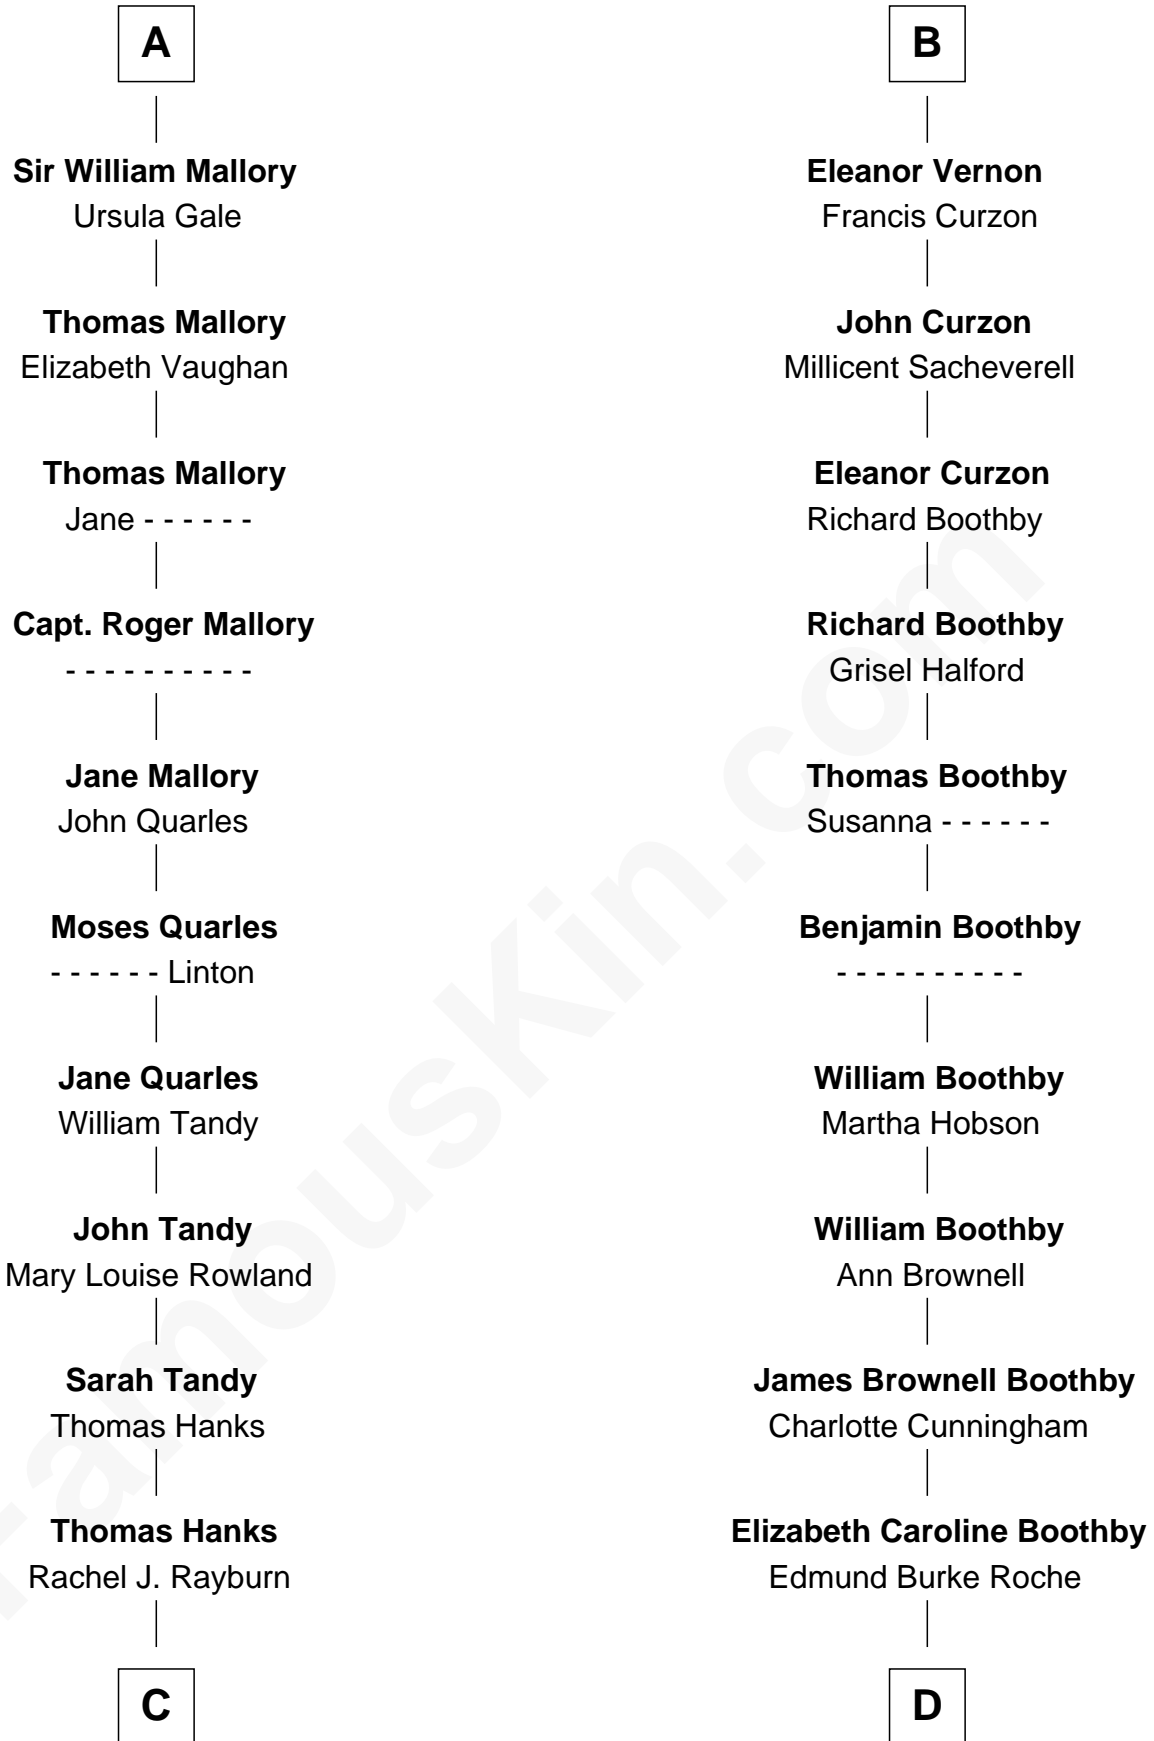 A
Sir William Mallory
Ursula Gale
Thomas Mallory
Elizabeth Vaughan
Thomas Mallory
Jane - - - - - -
Capt. Roger Mallory
- - - - - - - - - -
Jane Mallory
John Quarles
Moses Quarles
- - - - - - Linton
Jane Quarles
William Tandy
John Tandy
Mary Louise Rowland
Sarah Tandy
Thomas Hanks
Thomas Hanks
Rachel J. Rayburn
C
B
Eleanor Vernon
Francis Curzon
John Curzon
Millicent Sacheverell
Eleanor Curzon
Richard Boothby
Richard Boothby
Grisel Halford
Thomas Boothby
Susanna - - - - - -
Benjamin Boothby
- - - - - - - - - -
William Boothby
Martha Hobson
William Boothby
Ann Brownell
James Brownell Boothby
Charlotte Cunningham
Elizabeth Caroline Boothby
Edmund Burke Roche
D
FamousKin.com